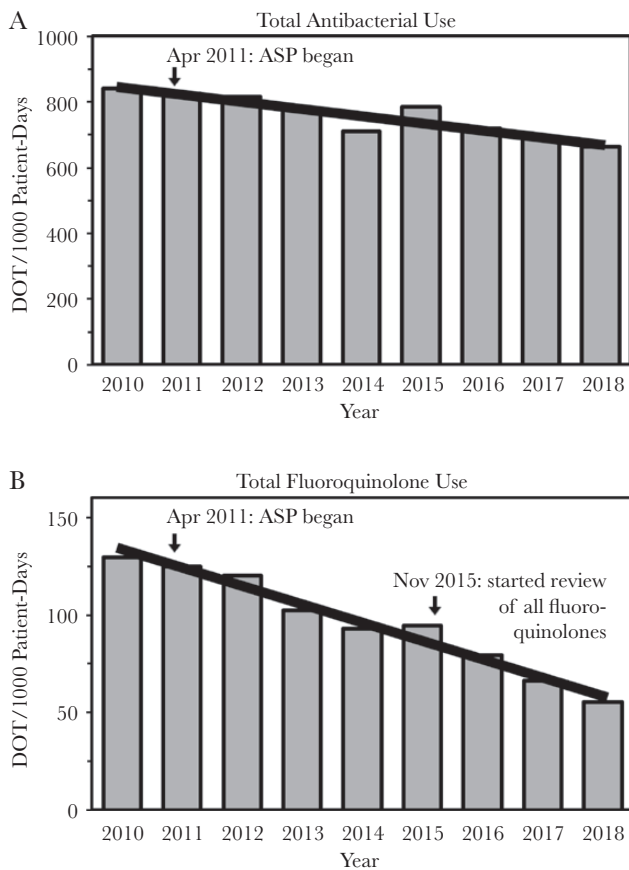 A
Total Antibacterial Use
1000
800
600
400
200
0
DOT/1000 Patient-Days
Apr 2011: ASP began
2010 2011 2012 2013 2014 2015 2016 2017 2018
Year
B
Total Fluoroquinolone Use
150
100
50
0
DOT/1000 Patient-Days
Apr 2011: ASP began
Nov 2015: started review
of all fluoro-
quinolones
2010 2011 2012 2013 2014 2015 2016 2017 2018
Year